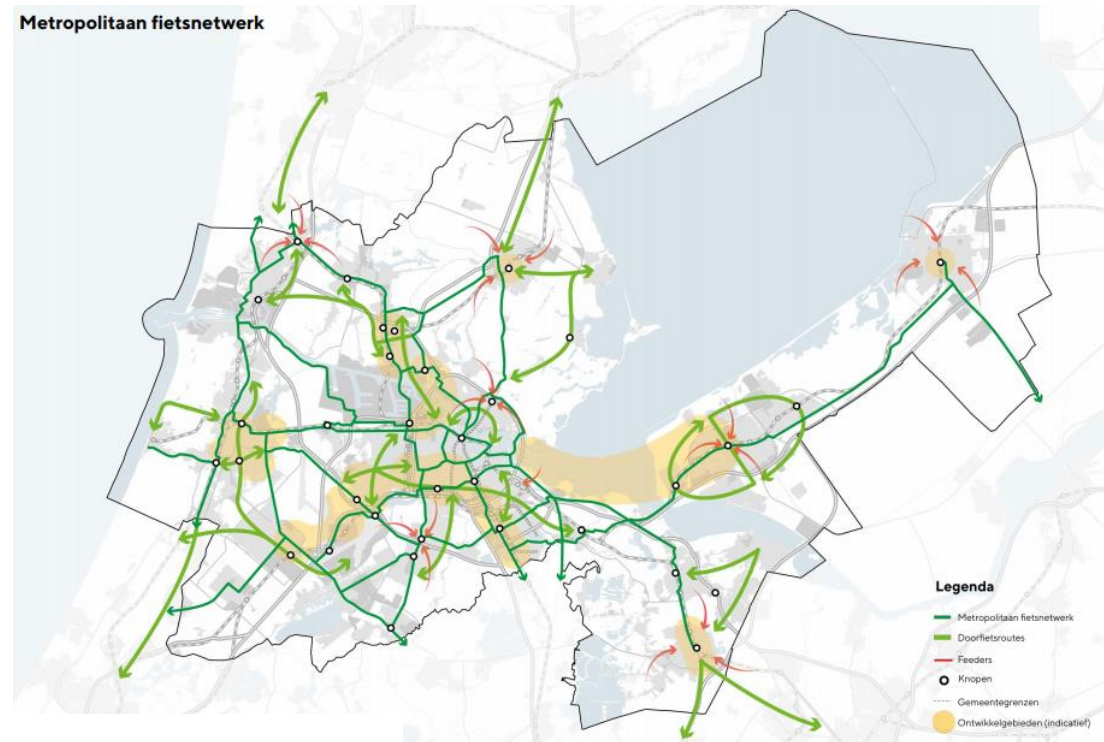 Metropolitaan fietsnetwerk
Legenda
Metropolitaan fietsnetwerk
Doorfietsroutes
Feeders
Knopen
Gemeentegrenzen
Ontwikkelgebieden (indicatief)